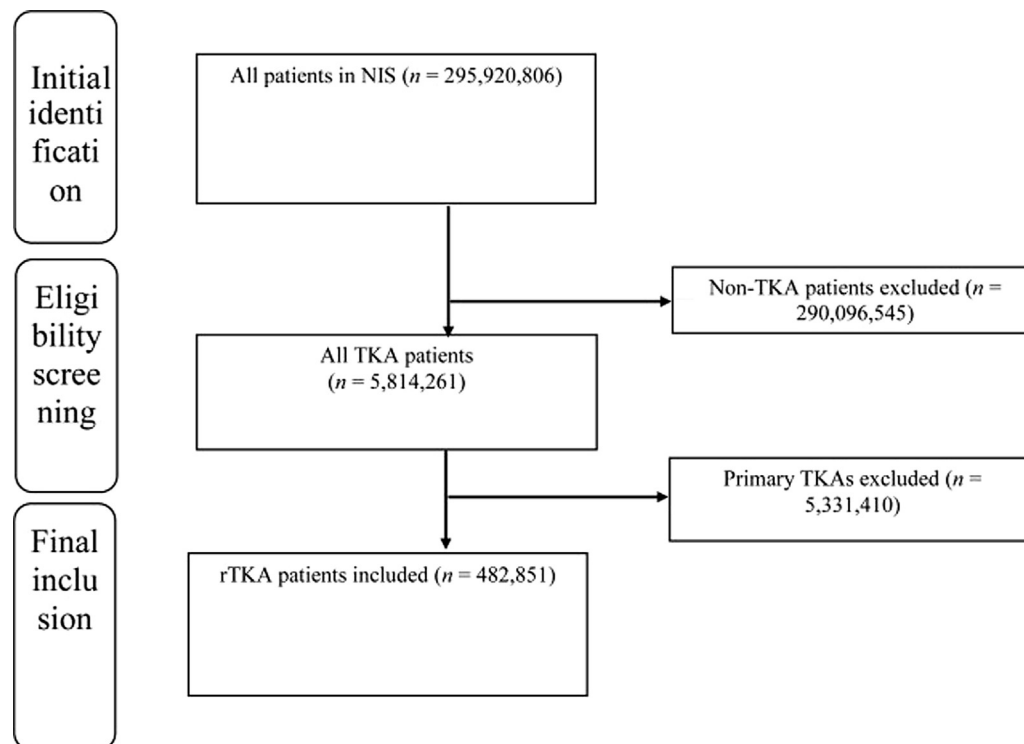 Initial
identi
ficati
on
All patients in NIS (n = 295,920,806)
Eligi
bility
scree
ning
Non-TKA patients excluded (n =
290,096,545)
All TKA patients
(n = 5,814,261)
Primary TKAs excluded (n =
5,331,410)
Final
inclu
sion
rTKA patients included (n = 482,851)